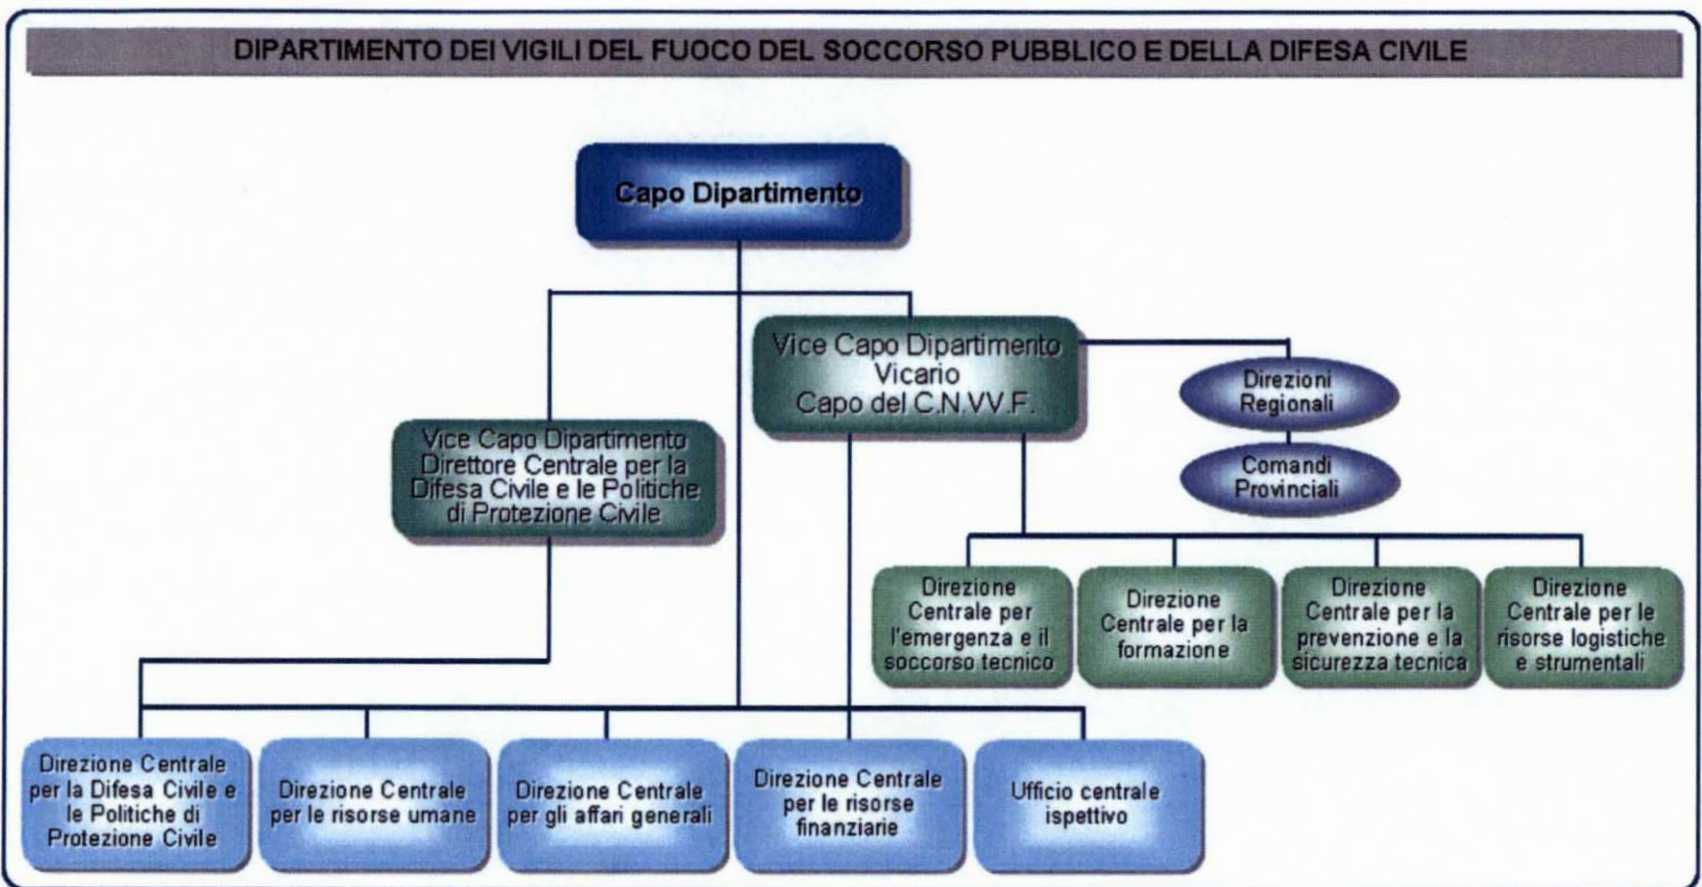 DIPARTIMENTO DEI VIGILI DEL FUOCO DEL SOCCORSO PUBBLICO E DELLA DIFESA CIVILE
Capo Dipartimento
Vice Capo Dipartimento
Vicario
Capo del C.N.VV.F.
Direzioni
Regionali
Comandi
Provinciali
Vice Capo Dipartimento
Direttore Centrale per la
Difesa Civile e le Politiche
di Protezione Civile
Direzione
Centrale per
l'emergenza e il
soccorso tecnico
Direzione
Centrale per la
formazione
Direzione
Centrale per la
prevenzione e la
sicurezza tecnica
Direzione
Centrale per le
risorse logistiche
e strumentali
Direzione Centrale
per la Difesa Civile e
le Politiche di
Protezione Civile
Direzione Centrale
per le risorse umane
Direzione Centrale
per gli affari generali
Direzione Centrale
per le risorse
finanziarie
Ufficio centrale
ispettivo